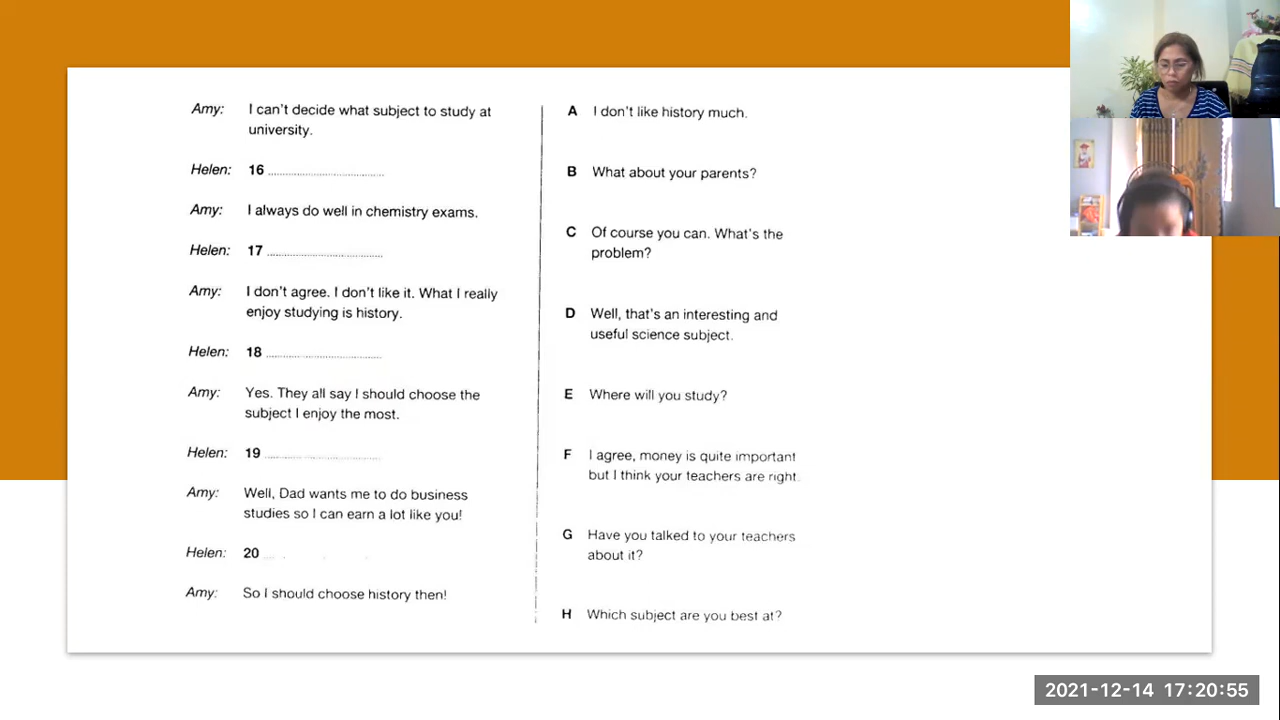 Amy: I can't decide what subject to study at
university.
Helen: 16
Amy: I always do well in chemistry exams.
Helen: 17
Amy: I don't agree. I don't like it. What I really
enjoy studying is history.
Helen: 18
Amy: Yes. They all say I should choose the
subject I enjoy the most.
Helen: 19
Amy: Well, Dad wants me to do business
studies so I can earn a lot like you!
Helen: 20
Amy: So I should choose history then!
A I don't like history much.
B What about your parents?
C Of course you can. What's the
problem?
D Well, that's an interesting and
useful science subject.
E Where will you study?
F I agree, money is quite important
but I think your teachers are right.
G Have you talked to your teachers
about it?
H Which subject are you best at?
2021-12-14 17:20:55